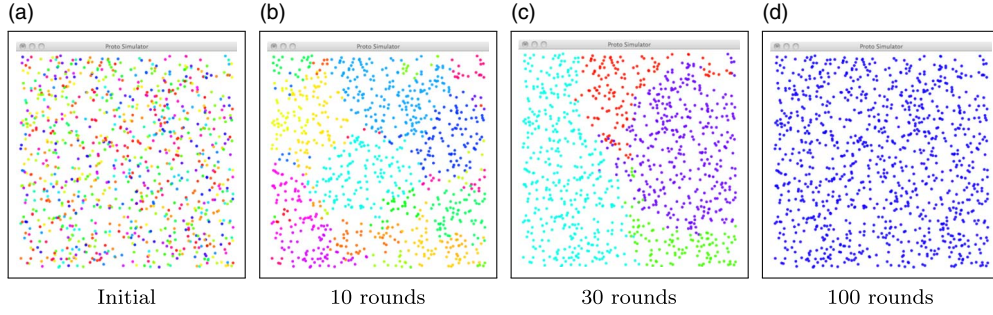 (a)
(b)
(c)
(d)
Proto Simulator
Proto Simulator
Proto Simulator
Proto Simulator
Initial
10 rounds
30 rounds
100 rounds